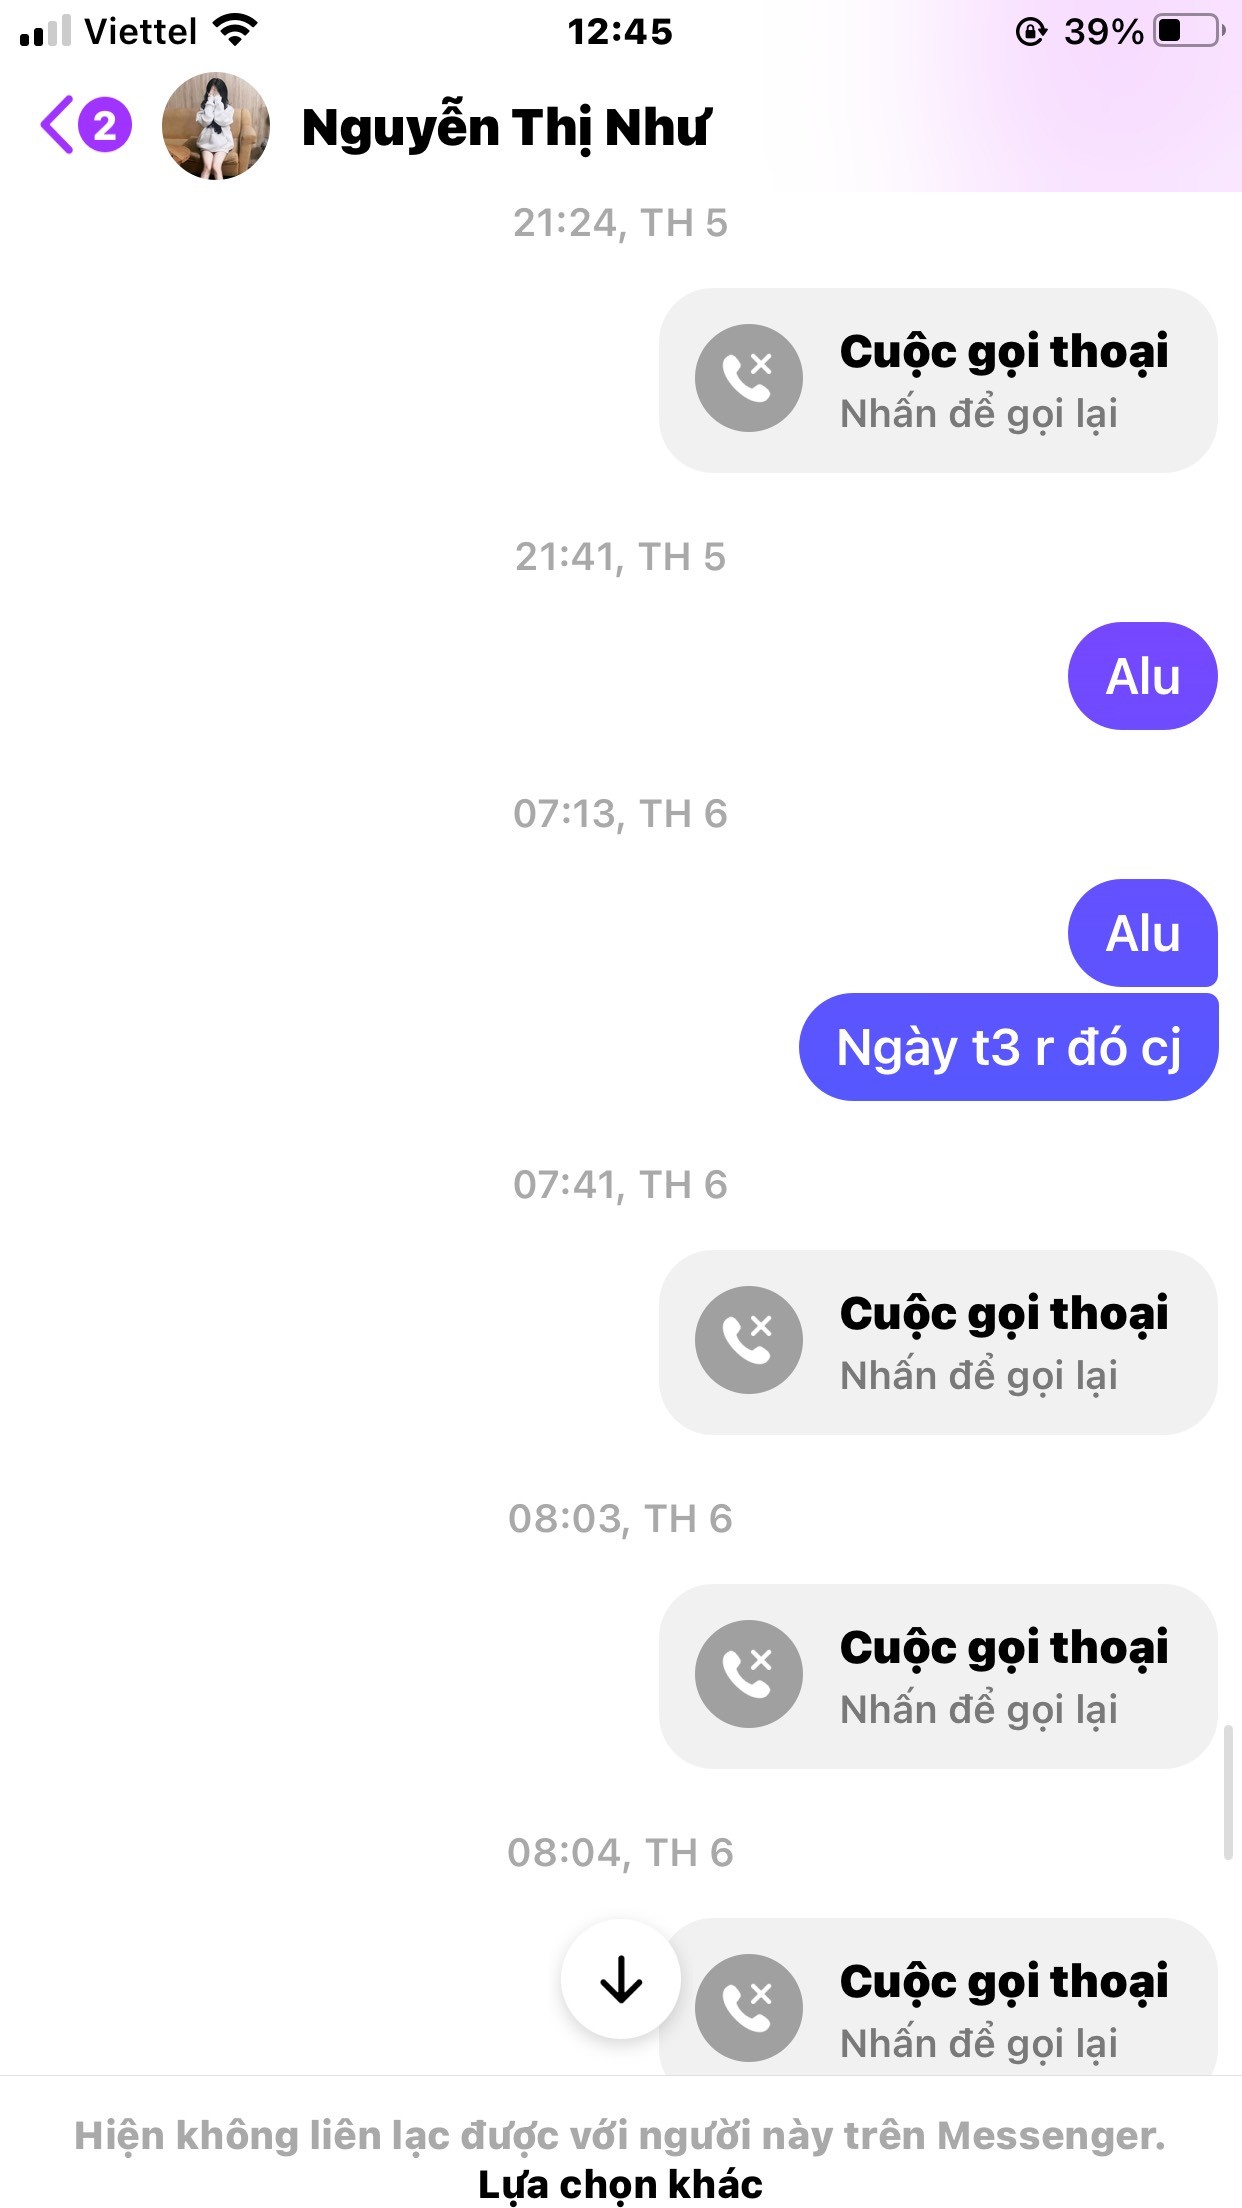 Viettel
12:45
39%
2
Nguyễn Thị Như
21:24, TH 5
Cuộc gọi thoại
Nhấn để gọi lại
21:41, TH 5
Alu
07:13, TH 6
Alu
Ngày t3 r đó cj
07:41, TH 6
Cuộc gọi thoại
Nhấn để gọi lại
08:03, TH 6
Cuộc gọi thoại
Nhấn để gọi lại
08:04, TH 6
Cuộc gọi thoại
Nhấn để gọi lại
Hiện không liên lạc được với người này trên Messenger.
Lựa chọn khác